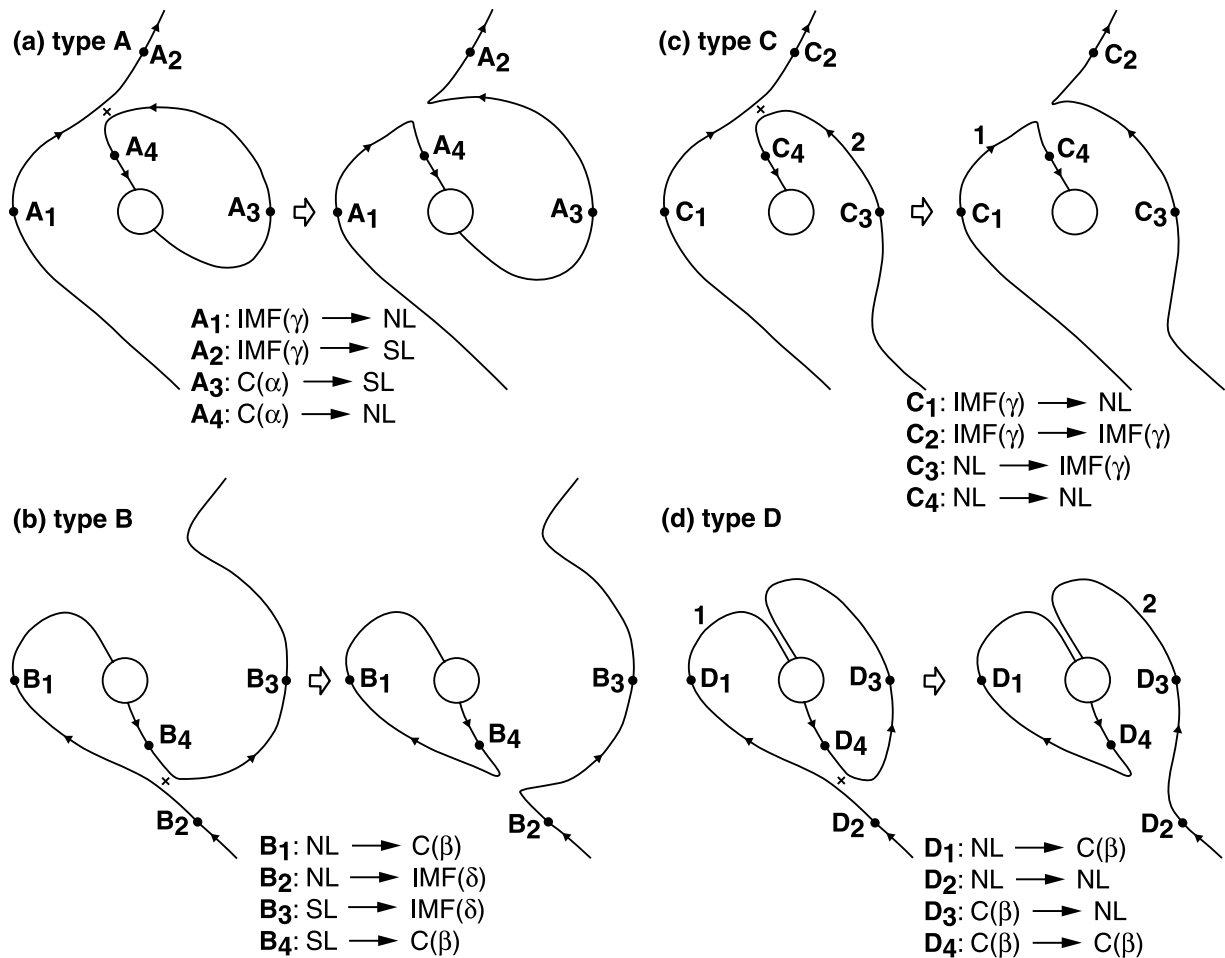 (a) type A
A2
A4
A1
A3
A2
A4
A1
A3
A1: IMF(γ) → NL
A2: IMF(γ) → SL
A3: C(α) → SL
A4: C(α) → NL
(c) type C
C2
2
C4
C1
C3
C2
1
C4
C1
C3
C1: IMF(γ) → NL
C2: IMF(γ) → IMF(γ)
C3: NL → IMF(γ)
C4: NL → NL
(b) type B
B1
B3
B4
B2
B1
B3
B4
B2
B1: NL → C(β)
B2: NL → IMF(δ)
B3: SL → IMF(δ)
B4: SL → C(β)
(d) type D
1
D1
D3
D4
D2
2
D1
D3
D4
D2
D1: NL → C(β)
D2: NL → NL
D3: C(β) → NL
D4: C(β) → C(β)